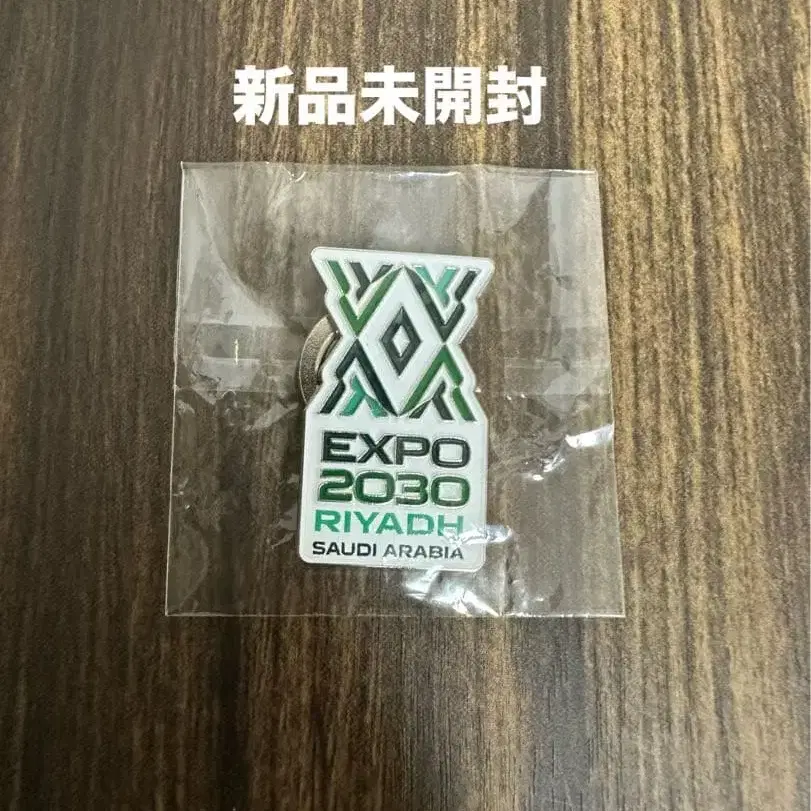 新品未開封
EXPO
2030
RIYADH
SAUDI ARABIA